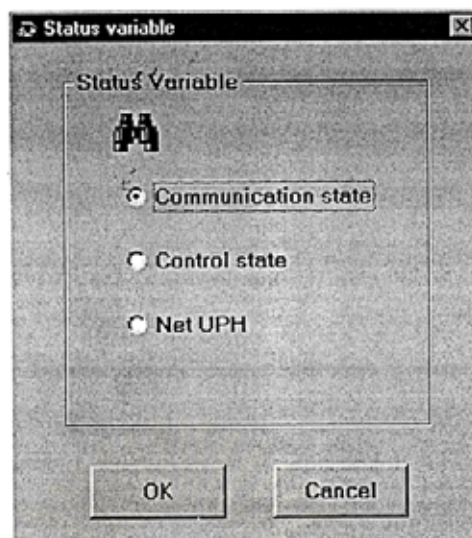 Status variable
Status Variable
Communication state
Control state
Net UPH
OK
Cancel